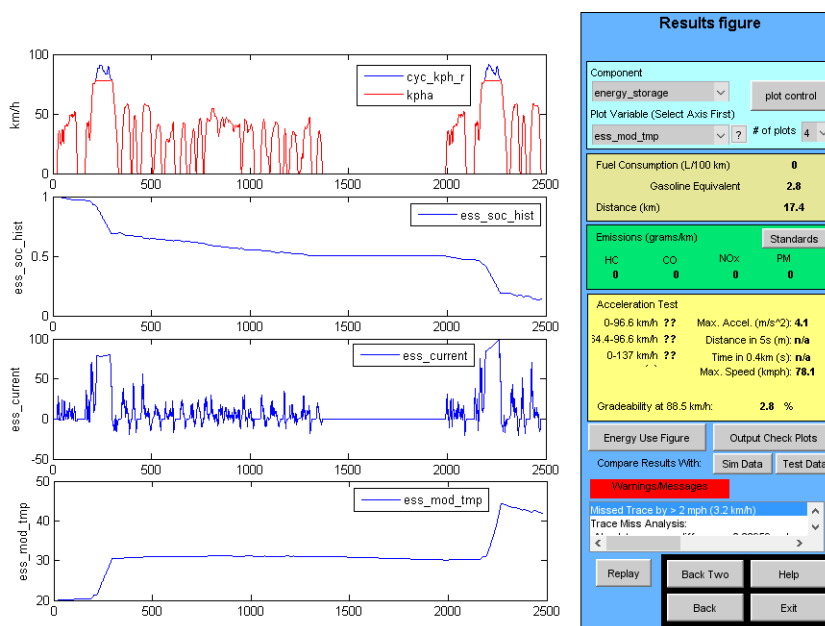 Results figure
100
50
0
km/h
cyc_kph_r
kpha
0 500 1000 1500 2000 2500
1
0.5
0
ess_soc_hist
ess_soc_hist
0 500 1000 1500 2000 2500
100
50
0
-50
ess_current
ess_current
0 500 1000 1500 2000 2500
50
40
30
20
ess_mod_tmp
ess_mod_tmp
0 500 1000 1500 2000 2500
Component
energy_storage
plot control
Plot Variable (Select Axis First)
ess_mod_tmp ? # of plots 4
Fuel Consumption (L/100 km) 0
Gasoline Equivalent 2.8
Distance (km) 17.4
Emissions (grams/km) Standards
HC CO NOx PM
0 0 0 0
Acceleration Test
0-96.6 km/h ?? Max. Accel. (m/s^2): 4.1
64.4-96.6 km/h ?? Distance in 5s (m): n/a
0-137 km/h ?? Time in 0.4km (s): n/a
Max. Speed (kmph): 78.1
Gradeability at 88.5 km/h: 2.8 %
Energy Use Figure Output Check Plots
Compare Results With: Sim Data Test Data
Warnings/Messages
Missed Trace by > 2 mph (3.2 km/h)
Trace Miss Analysis:
Replay Back Two Help
Back Exit